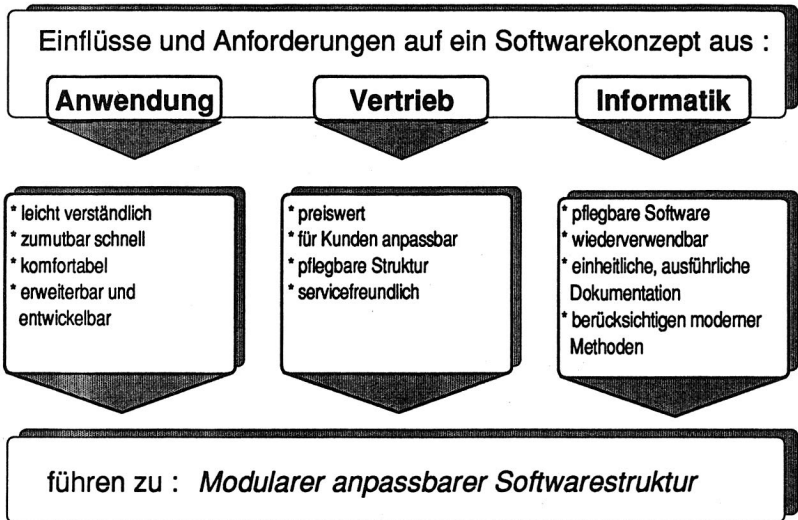 Einflüsse und Anforderungen auf ein Softwarekonzept aus :
Anwendung
Vertrieb
Informatik
* leicht verständlich
* zumutbar schnell
* komfortabel
* erweiterbar und
entwickelbar
* preiswert
* für Kunden anpassbar
* pflegbare Struktur
* servicefreundlich
* pflegbare Software
* wiederverwendbar
* einheitliche, ausführliche
Dokumentation
* berücksichtigen moderner
Methoden
führen zu : Modularer anpassbarer Softwarestruktur